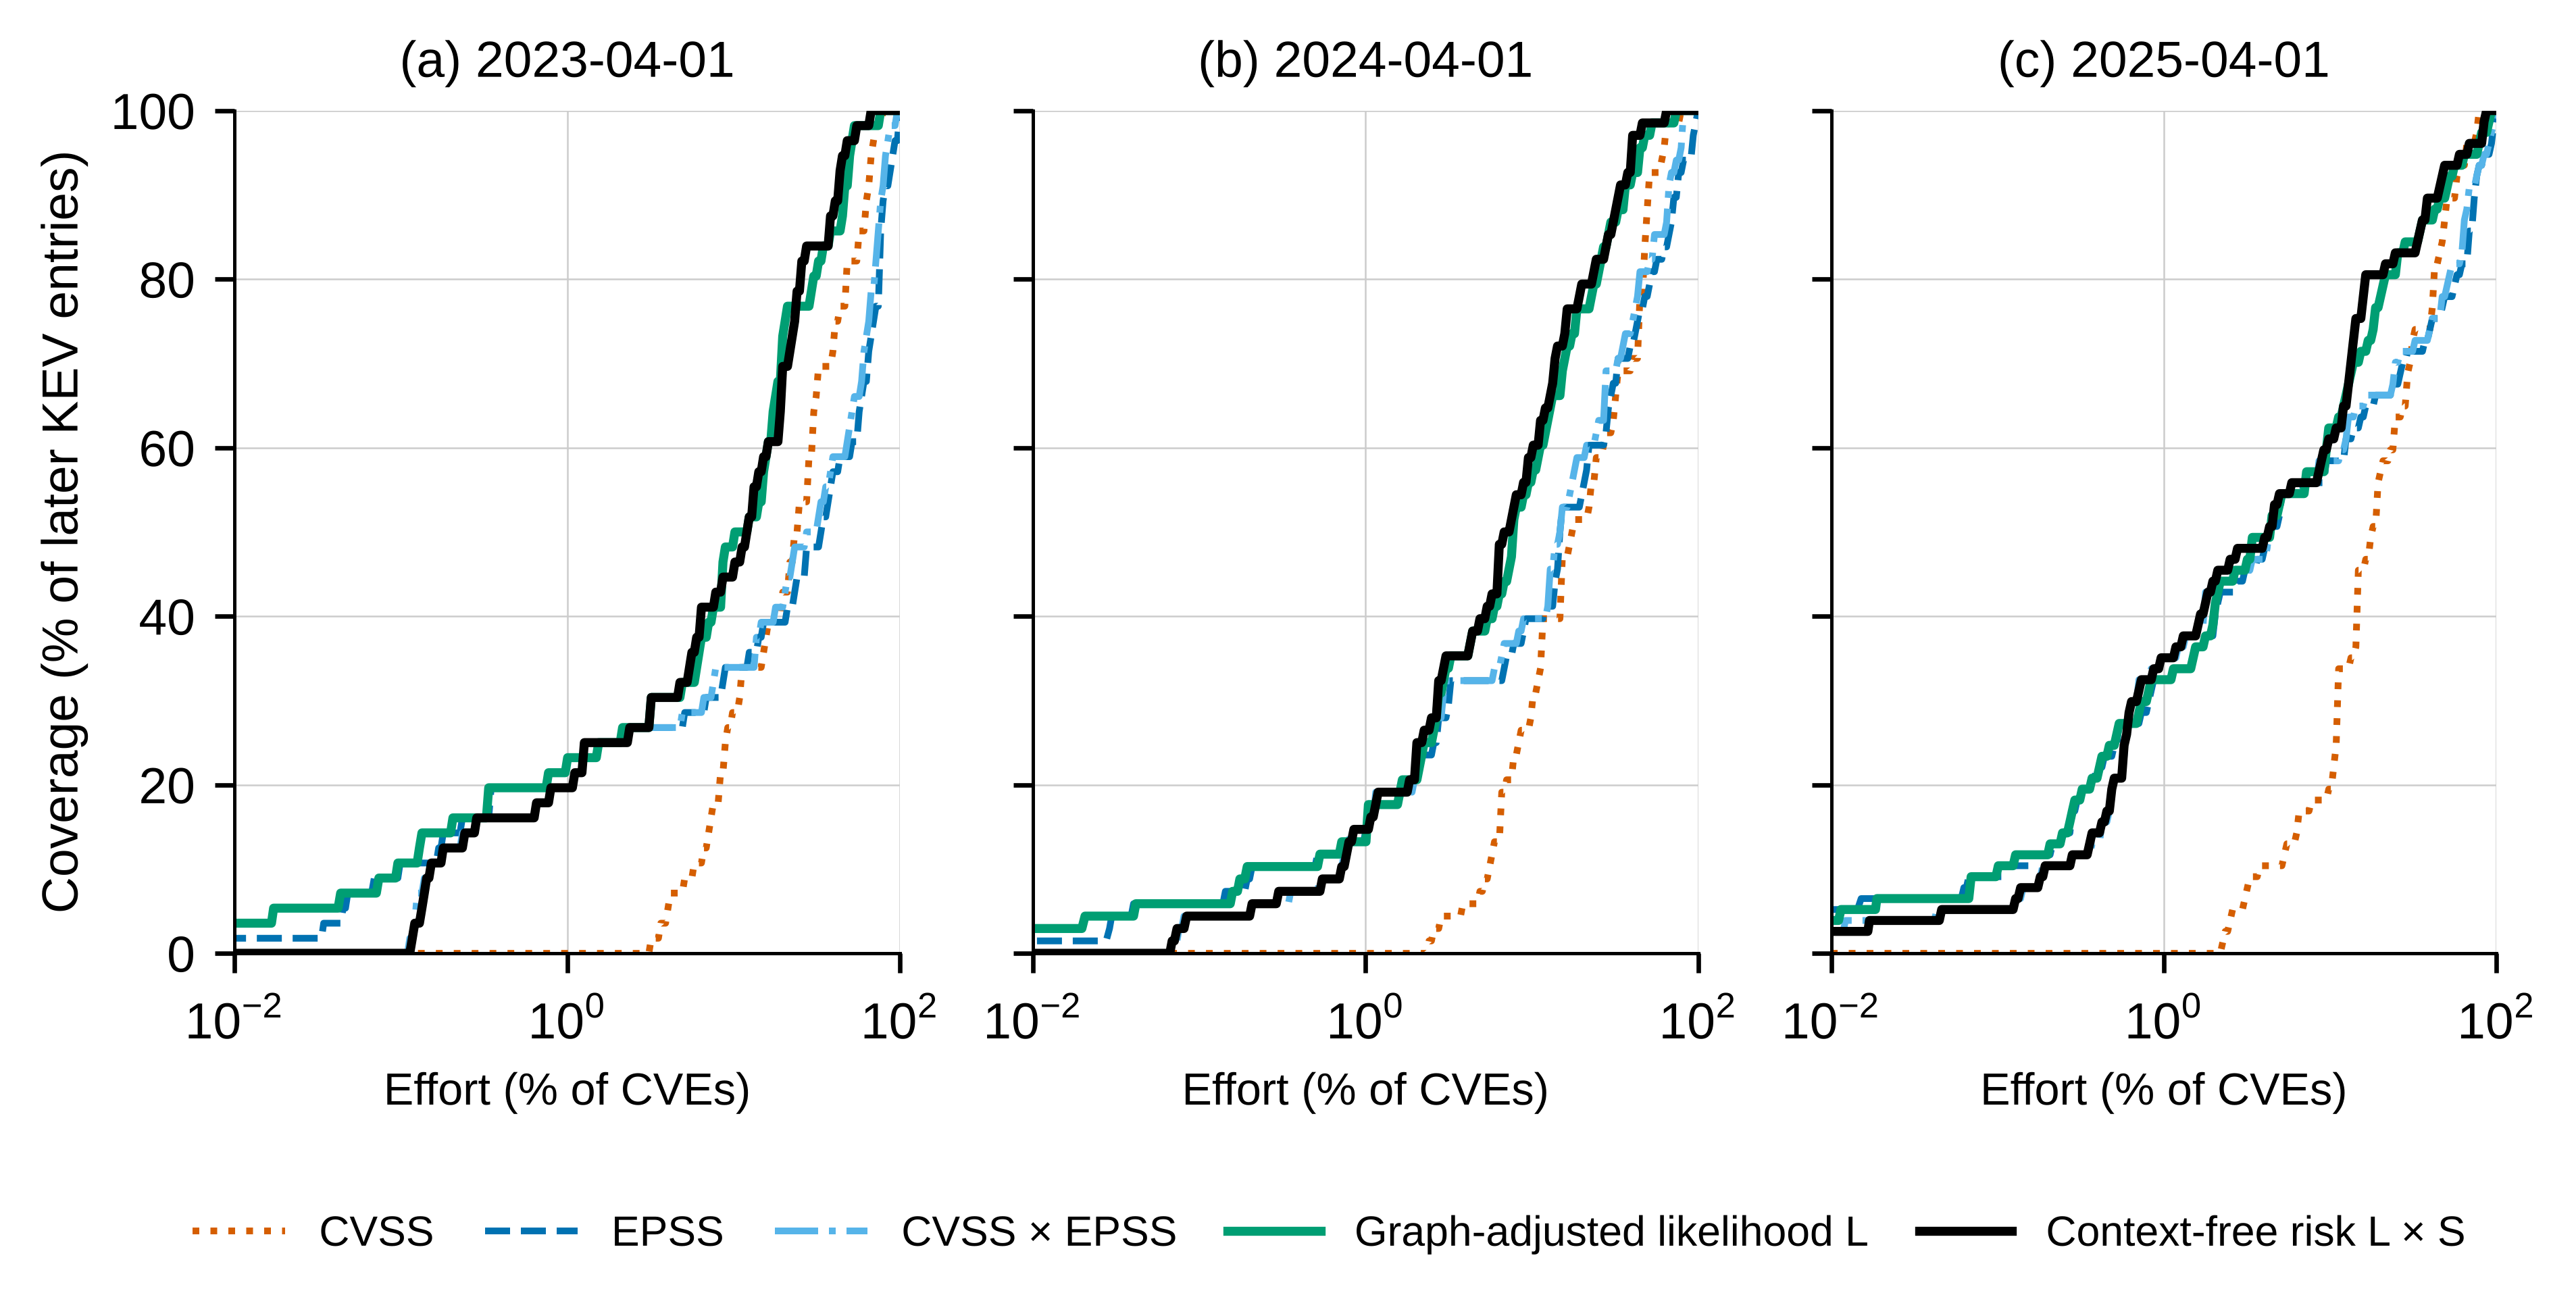 (a) 2023-04-01
(b) 2024-04-01
(c) 2025-04-01
Coverage (% of later KEV entries)
100
80
60
40
20
0
10⁻² 10⁰ 10²
10⁻² 10⁰ 10²
10⁻² 10⁰ 10²
Effort (% of CVEs)
Effort (% of CVEs)
Effort (% of CVEs)
CVSS EPSS CVSS × EPSS Graph-adjusted likelihood L Context-free risk L × S